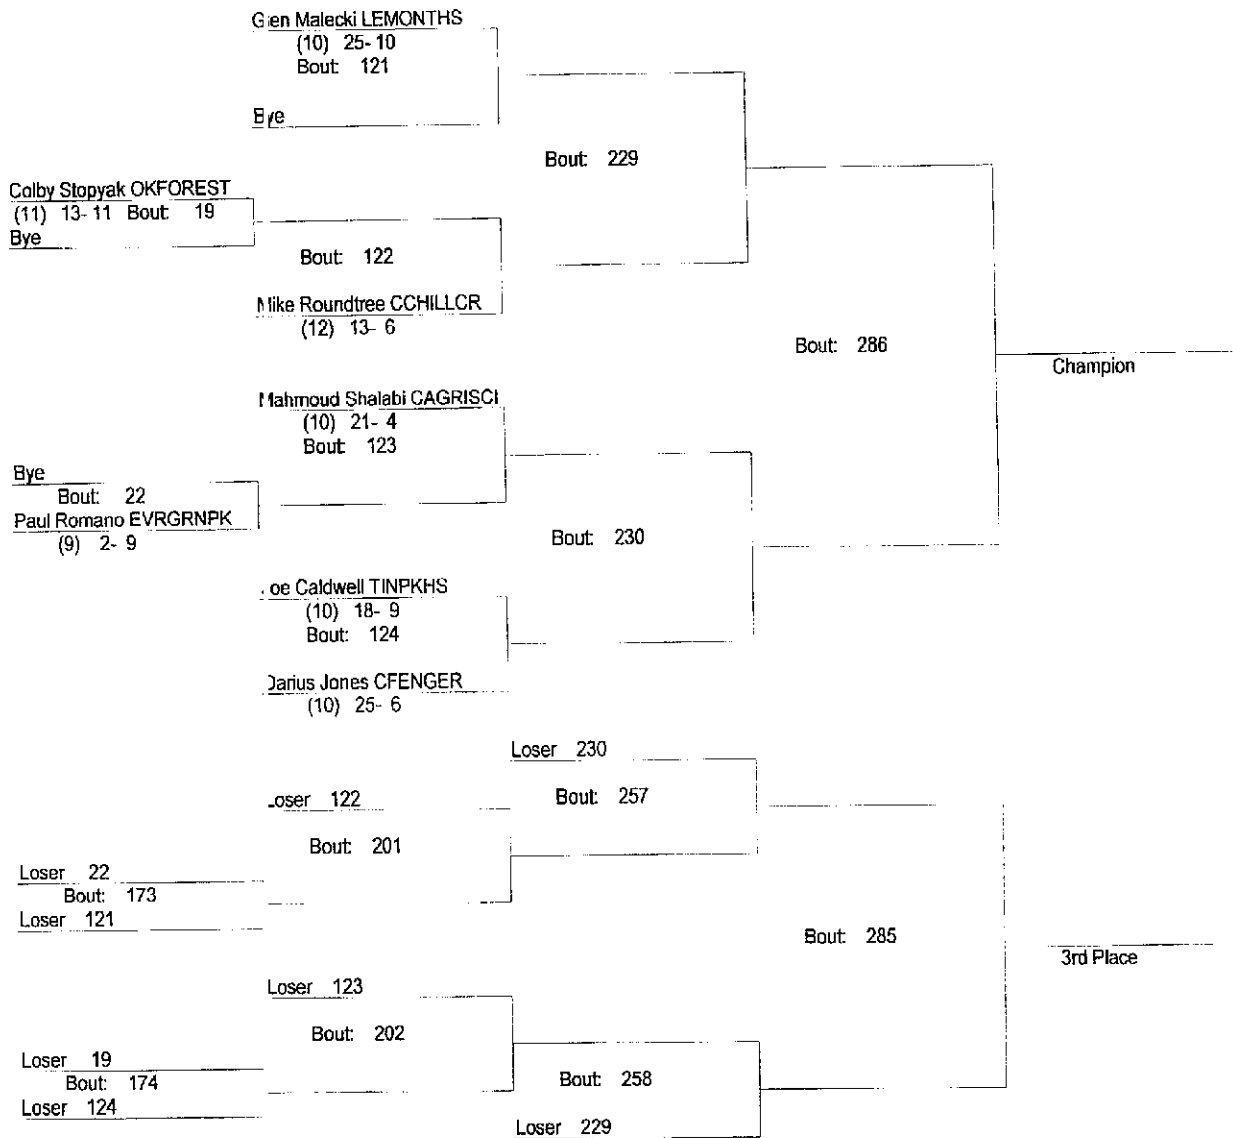 Glen Malecki LEMONTHS
(10) 25- 10
Bout: 121
Bye
Bout: 229
Colby Stopyak OKFOREST
(11) 13- 11 Bout: 19
Bye
Bout: 122
Mike Roundtree CCHILLCR
(12) 13- 6
Bout: 286
Champion
Mahmoud Shalabi CAGRISCI
(10) 21- 4
Bout: 123
Bye
Bout: 22
Paul Romano EVRGRNPK
(9) 2- 9
Bout: 230
Joe Caldwell TINPKHS
(10) 18- 9
Bout: 124
Darius Jones CFENGER
(10) 25- 6
Loser 230
Loser 122
Bout: 257
Bout: 201
Loser 22
Bout: 173
Loser 121
Bout: 285
3rd Place
Loser 123
Bout: 202
Loser 19
Bout: 174
Loser 124
Bout: 258
Loser 229